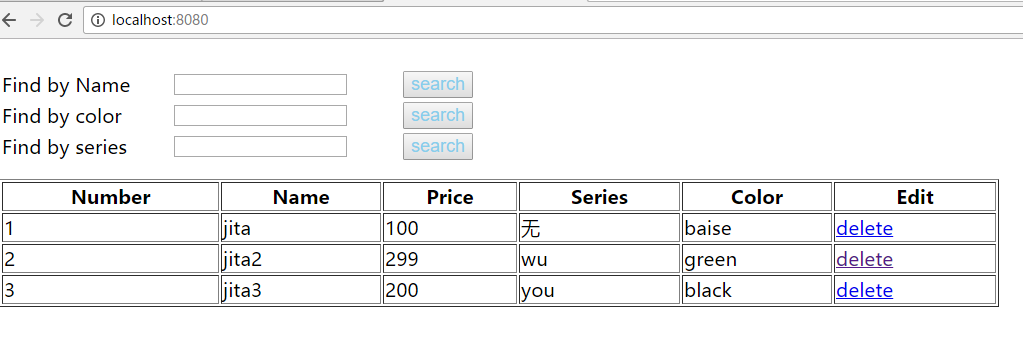 localhost:8080
Find by Name search
Find by color search
Find by series search
Number Name Price Series Color Edit
1 jita 100 无 baise delete
2 jita2 299 wu green delete
3 jita3 200 you black delete